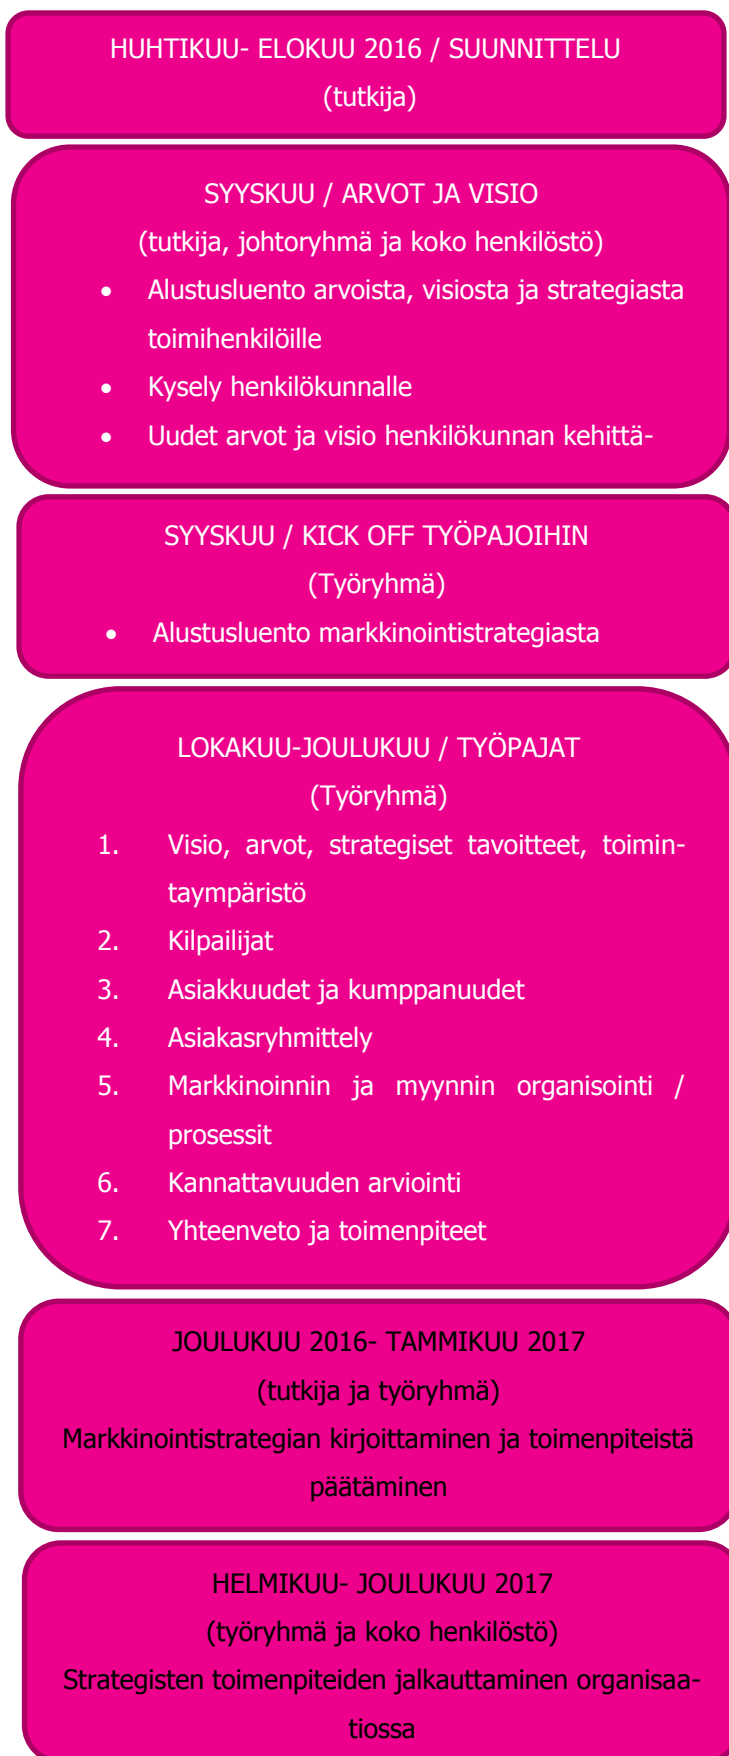 HUHTIKUU- ELOKUU 2016 / SUUNNITTELU
(tutkija)
SYYSKUU / ARVOT JA VISIO
(tutkija, johtoryhmä ja koko henkilöstö)
• Alustusluento arvoista, visiosta ja strategiasta
toimihenkilöille
• Kysely henkilökunnalle
• Uudet arvot ja visio henkilökunnan kehittä-
SYYSKUU / KICK OFF TYÖPAJOIHIN
(Työryhmä)
• Alustusluento markkinointistrategiasta
LOKAKUU-JOULUKUU / TYÖPAJAT
(Työryhmä)
1. Visio, arvot, strategiset tavoitteet, toimin-
taympäristö
2. Kilpailijat
3. Asiakkuudet ja kumppanuudet
4. Asiakasryhmittely
5. Markkinoinnin ja myynnin organisointi /
prosessit
6. Kannattavuuden arviointi
7. Yhteenveto ja toimenpiteet
JOULUKUU 2016- TAMMIKUU 2017
(tutkija ja työryhmä)
Markkinointistrategian kirjoittaminen ja toimenpiteistä
päätäminen
HELMIKUU- JOULUKUU 2017
(työryhmä ja koko henkilöstö)
Strategisten toimenpiteiden jalkauttaminen organisaa-
tiossa